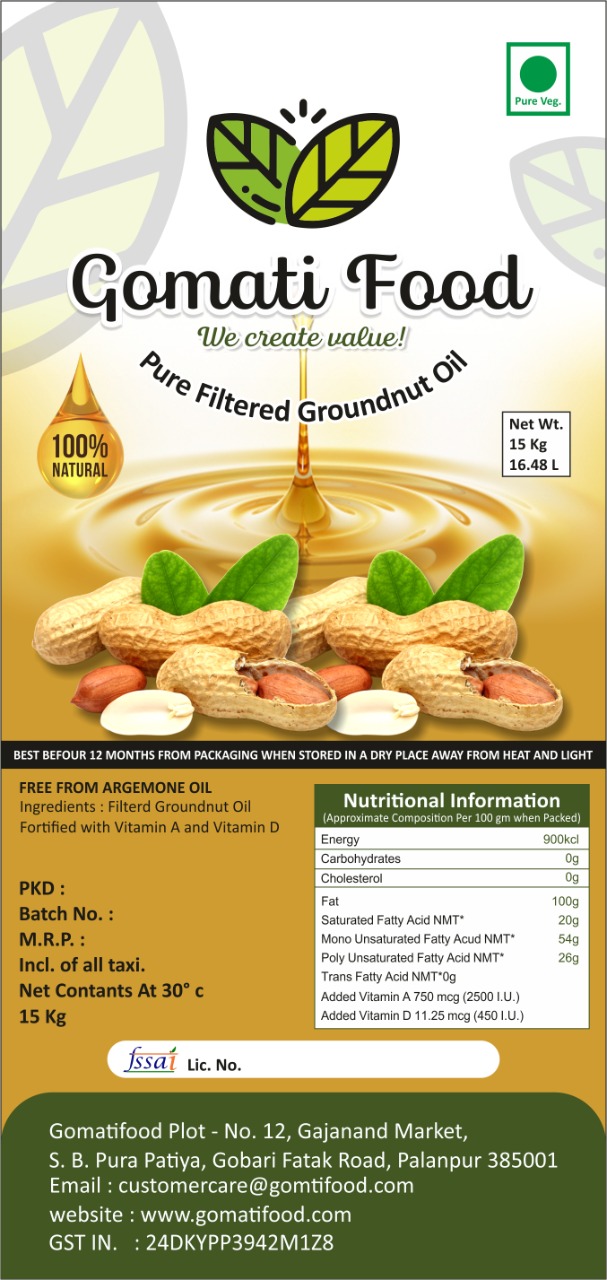 Pure Veg.
Gomati Food
We create value!
Pure Filtered Groundnut Oil
100%
NATURAL
Net Wt.
15 Kg
16.48 L
BEST BEFOUR 12 MONTHS FROM PACKAGING WHEN STORED IN A DRY PLACE AWAY FROM HEAT AND LIGHT
FREE FROM ARGEMONE OIL
Ingredients : Filterd Groundnut Oil
Fortified with Vitamin A and Vitamin D
PKD :
Batch No. :
M.R.P. :
Incl. of all taxi.
Net Contants At 30° c
15 Kg
Nutritional Information
(Approximate Composition Per 100 gm when Packed)
Energy 900kcl
Carbohydrates 0g
Cholesterol 0g
Fat 100g
Saturated Fatty Acid NMT* 20g
Mono Unsaturated Fatty Acud NMT* 54g
Poly Unsaturated Fatty Acid NMT* 26g
Trans Fatty Acid NMT*0g
Added Vitamin A 750 mcg (2500 I.U.)
Added Vitamin D 11.25 mcg (450 I.U.)
fssai Lic. No.
Gomatifood Plot - No. 12, Gajanand Market,
S. B. Pura Patiya, Gobari Fatak Road, Palanpur 385001
Email : customercare@gomtifood.com
website : www.gomatifood.com
GST IN. : 24DKYPP3942M1Z8